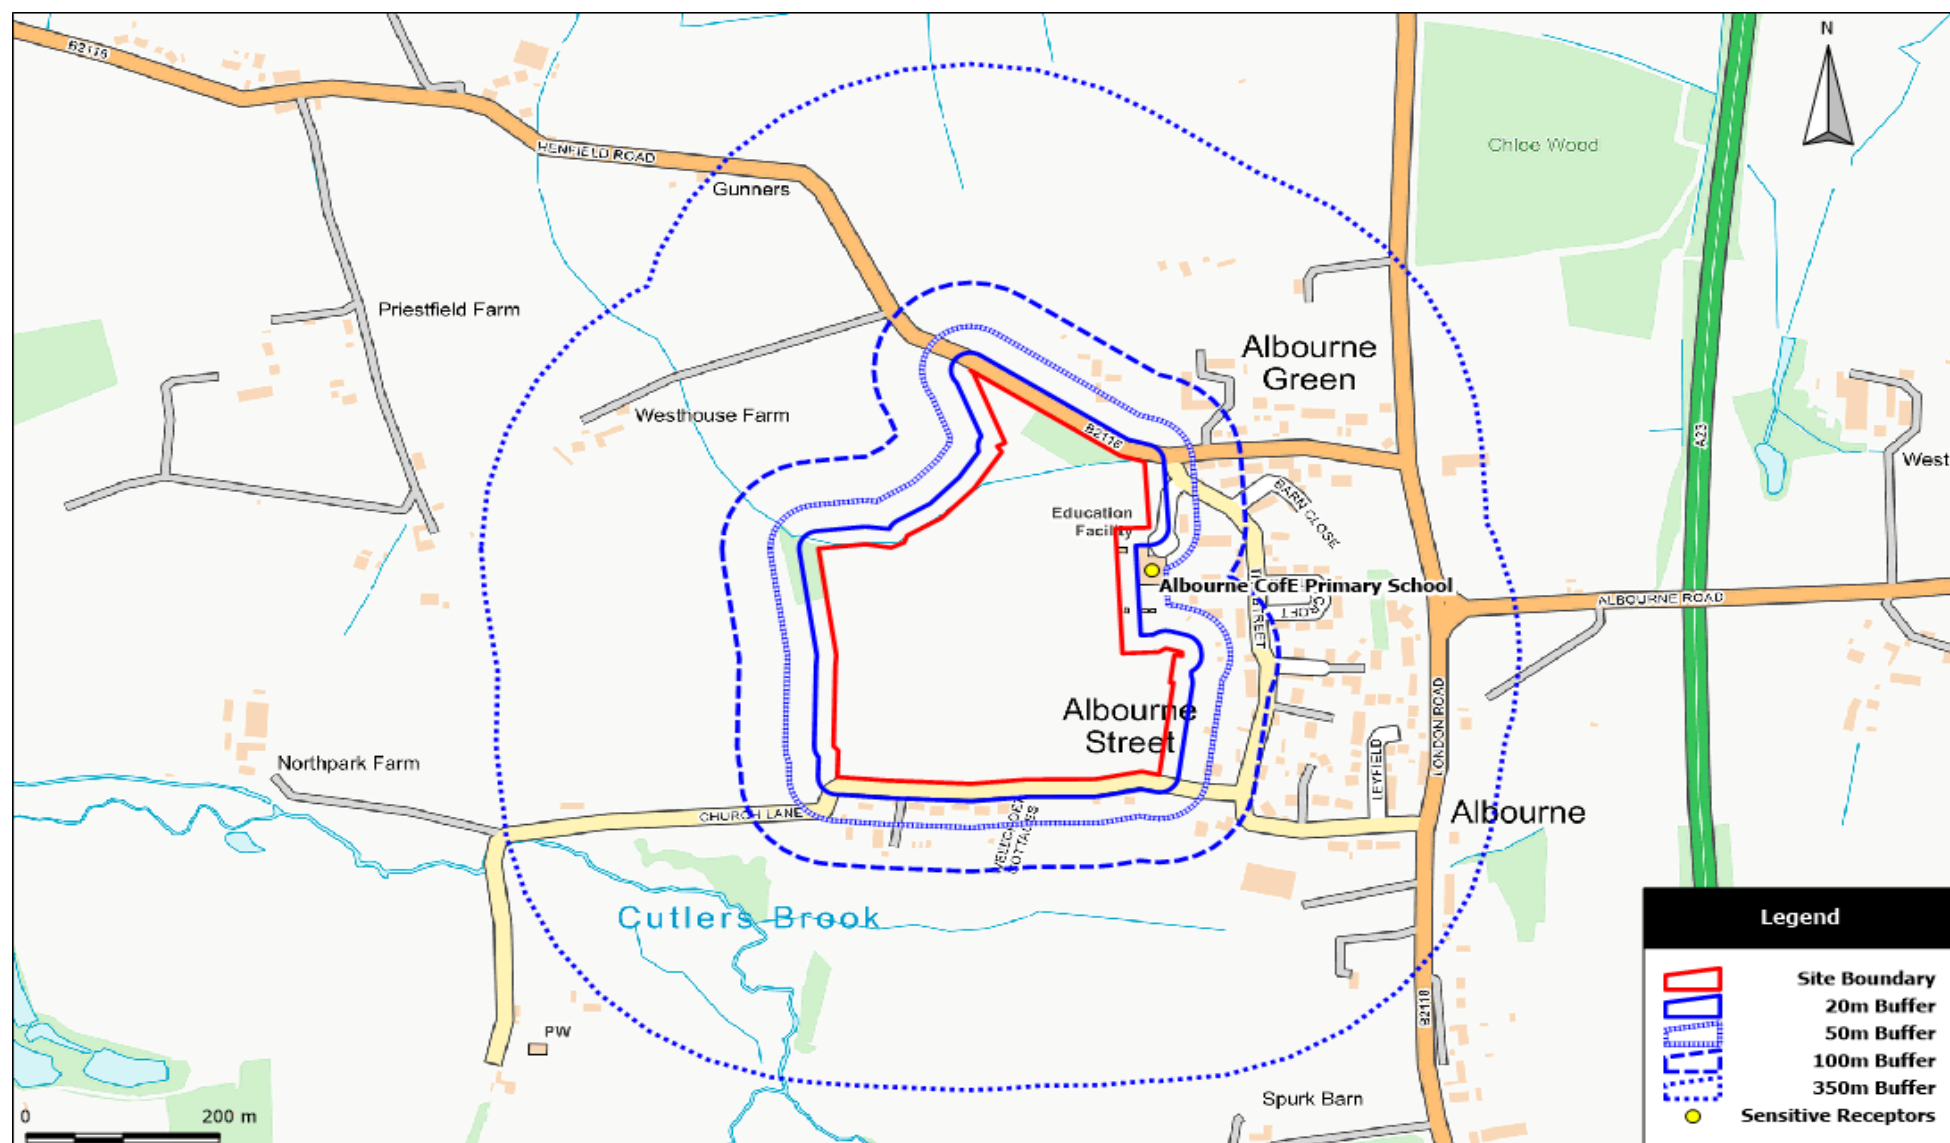 N
B2116
HENFIELD ROAD
Gunners
Chloe Wood
Priestfield Farm
Westhouse Farm
Albourne
Green
B2116
A23
West
BARN CLOSE
Education
Facility
Albourne CofE Primary School
THE STREET
CROFT
ALBOURNE ROAD
Albourne
Street
LONDON ROAD
LEYFIELD
Northpark Farm
CHURCH LANE
COTTAGES
Albourne
Cutlers Brook
B2118
PW
Spurk Barn
0
200 m
Legend
Site Boundary
20m Buffer
50m Buffer
100m Buffer
350m Buffer
Sensitive Receptors